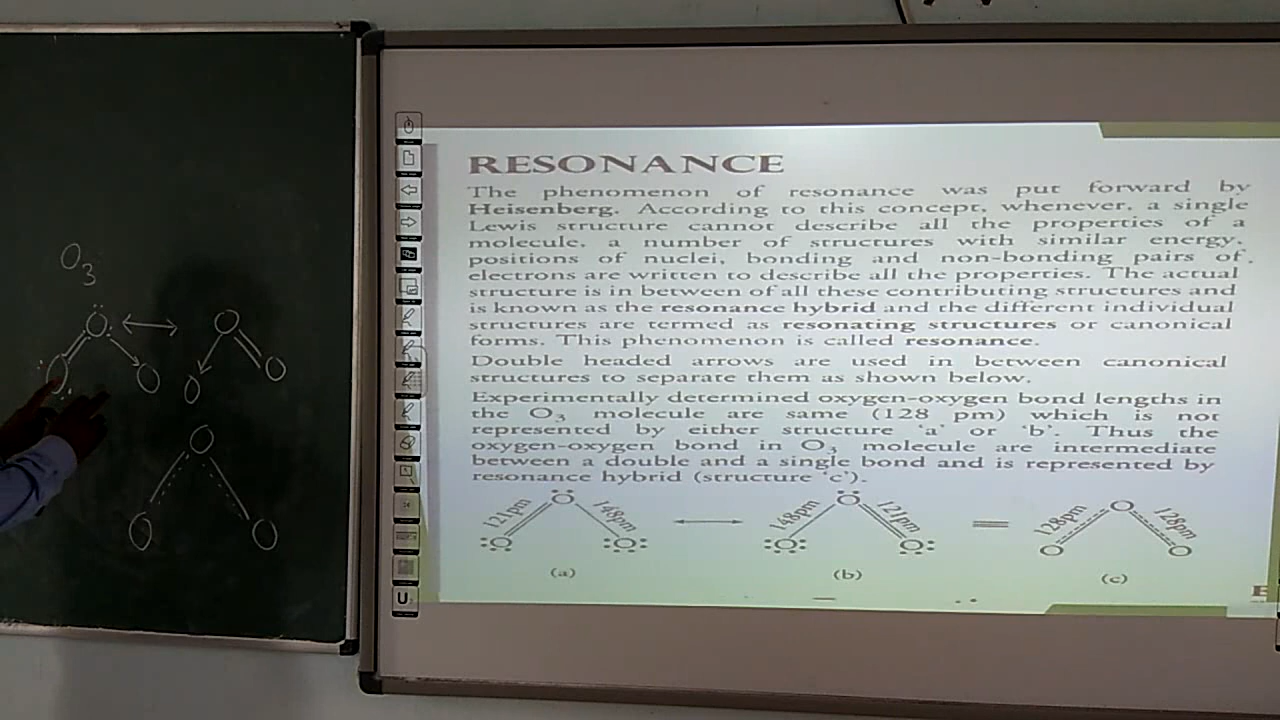 O3
O O
O O O O
O
O O
RESONANCE
The phenomenon of resonance was put forward by
Heisenberg. According to this concept, whenever, a single
Lewis structure cannot describe all the properties of a
molecule, a number of structures with similar energy,
positions of nuclei, bonding and non-bonding pairs of
electrons are written to describe all the properties. The actual
structure is in between of all these contributing structures and
is known as the resonance hybrid and the different individual
structures are termed as resonating structures or canonical
forms. This phenomenon is called resonance.
Double headed arrows are used in between canonical
structures to separate them as shown below.
Experimentally determined oxygen-oxygen bond lengths in
the O3 molecule are same (128 pm) which is not
represented by either structure 'a' or 'b'. Thus the
oxygen-oxygen bond in O3 molecule are intermediate
between a double and a single bond and is represented by
resonance hybrid (structure 'c').
O O O
121pm 148pm 148pm 121pm = 128pm 128pm
O O O O O O
(a) (b) (c)
U